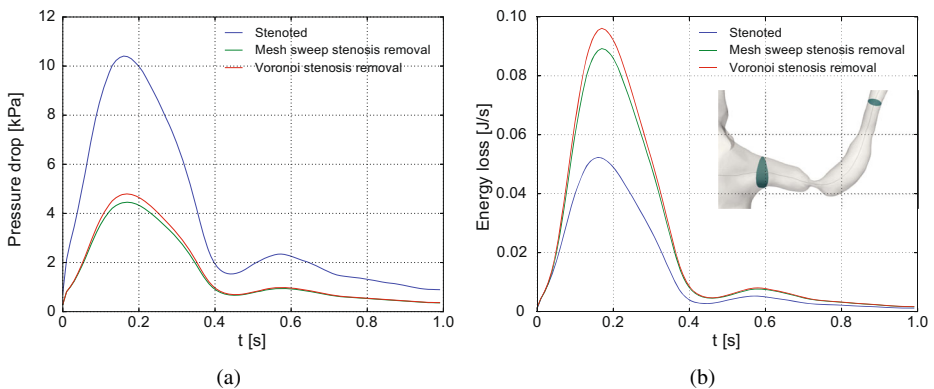 12
10
8
6
4
2
0
Pressure drop [kPa]
Stenoted
Mesh sweep stenosis removal
Voronoi stenosis removal
0 0.2 0.4 0.6 0.8 1.0
t [s]
(a)
0.10
0.08
0.06
0.04
0.02
0
Energy loss [J/s]
Stenoted
Mesh sweep stenosis removal
Voronoi stenosis removal
0 0.2 0.4 0.6 0.8 1.0
t [s]
(b)